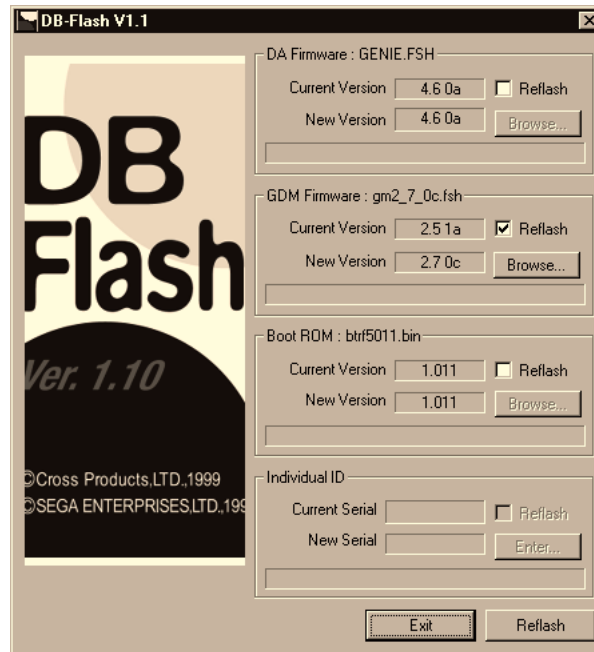 DB-Flash V1.1
DB
Flash
Ver. 1.10
©Cross Products,LTD.,1999
©SEGA ENTERPRISES,LTD.,199
DA Firmware : GENIE.FSH
Current Version 4.6 0a Reflash
New Version 4.6 0a Browse...
GDM Firmware : gm2_7_0c.fsh
Current Version 2.5 1a Reflash
New Version 2.7 0c Browse...
Boot ROM : btrf5011.bin
Current Version 1.011 Reflash
New Version 1.011 Browse...
Individual ID
Current Serial Reflash
New Serial Enter...
Exit Reflash